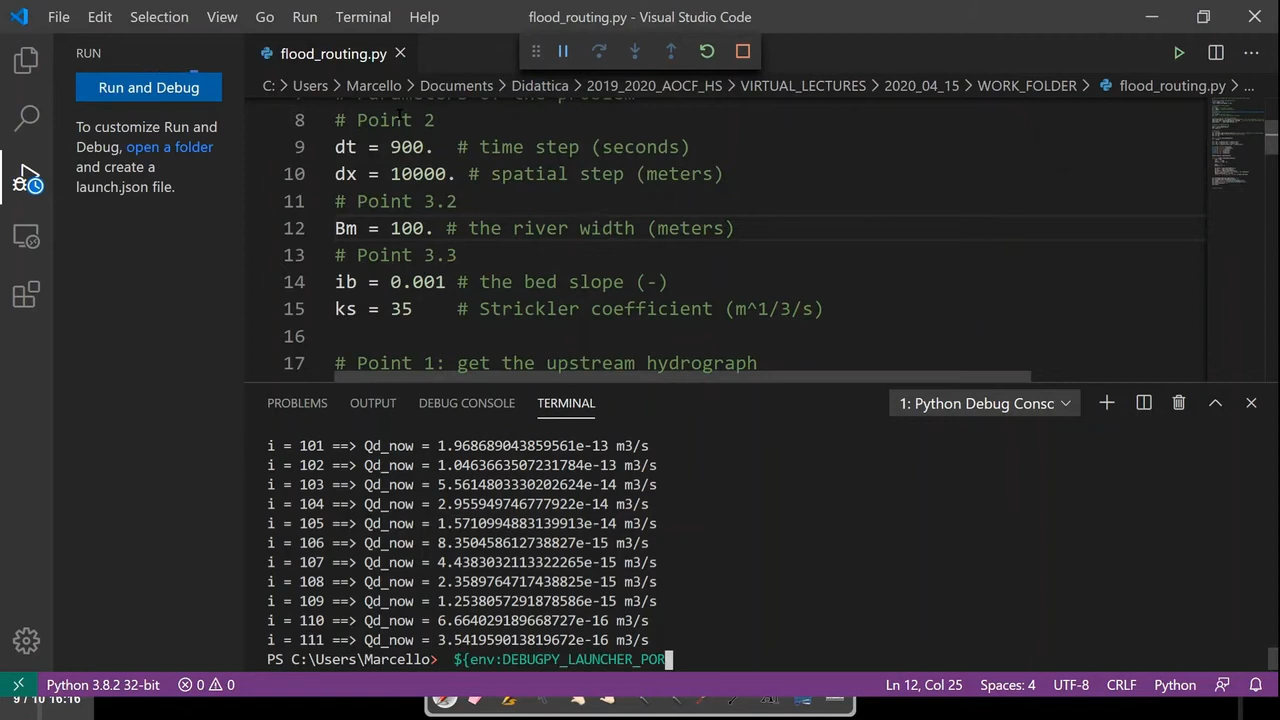 File Edit Selection View Go Run Terminal Help flood_routing.py - Visual Studio Code
RUN
flood_routing.py
Run and Debug
To customize Run and
Debug, open a folder
and create a
launch.json file.
C: > Users > Marcello > Documents > Didattica > 2019_2020_AOCF_HS > VIRTUAL_LECTURES > 2020_04_15 > WORK_FOLDER > flood_routing.py > ...
# Parameters of the problem
8 # Point 2
9 dt = 900. # time step (seconds)
10 dx = 10000. # spatial step (meters)
11 # Point 3.2
12 Bm = 100. # the river width (meters)
13 # Point 3.3
14 ib = 0.001 # the bed slope (-)
15 ks = 35 # Strickler coefficient (m^1/3/s)
16
17 # Point 1: get the upstream hydrograph
PROBLEMS OUTPUT DEBUG CONSOLE TERMINAL 1: Python Debug Consc
i = 101 ==> Qd_now = 1.968689043859561e-13 m3/s
i = 102 ==> Qd_now = 1.0463663507231784e-13 m3/s
i = 103 ==> Qd_now = 5.5614803330202624e-14 m3/s
i = 104 ==> Qd_now = 2.955949746777922e-14 m3/s
i = 105 ==> Qd_now = 1.5710994883139913e-14 m3/s
i = 106 ==> Qd_now = 8.350458612738827e-15 m3/s
i = 107 ==> Qd_now = 4.4383032113322265e-15 m3/s
i = 108 ==> Qd_now = 2.3589764717438825e-15 m3/s
i = 109 ==> Qd_now = 1.2538057291878586e-15 m3/s
i = 110 ==> Qd_now = 6.664029189668727e-16 m3/s
i = 111 ==> Qd_now = 3.541959013819672e-16 m3/s
PS C:\Users\Marcello> ${env:DEBUGPY_LAUNCHER_POR
Python 3.8.2 32-bit 0 0 Ln 12, Col 25 Spaces: 4 UTF-8 CRLF Python
9 / 10 16:16